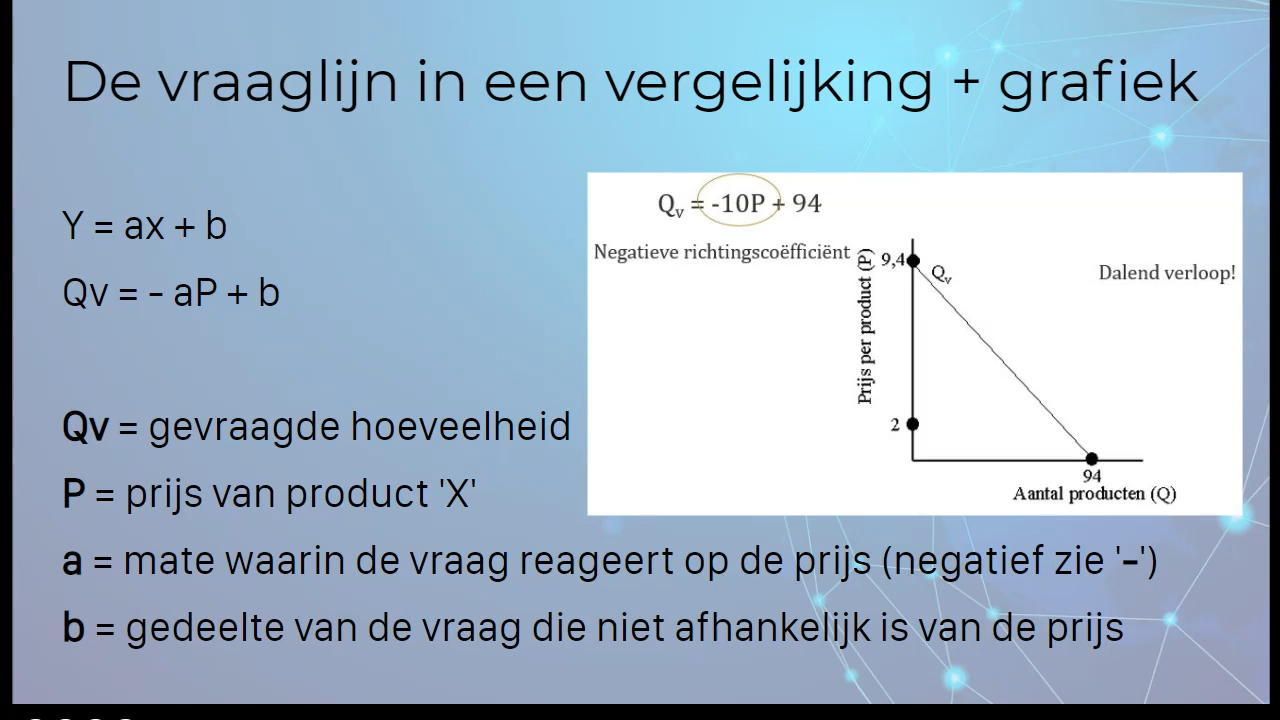 De vraaglijn in een vergelijking + grafiek
Y = ax + b
Qv = - aP + b
Qv = gevraagde hoeveelheid
P = prijs van product 'X'
a = mate waarin de vraag reageert op de prijs (negatief zie '-')
b = gedeelte van de vraag die niet afhankelijk is van de prijs
Qv = -10P + 94
Negatieve richtingscoëfficiënt
Dalend verloop!
Prijs per product (P)
9,4
Qv
2
94
Aantal producten (Q)